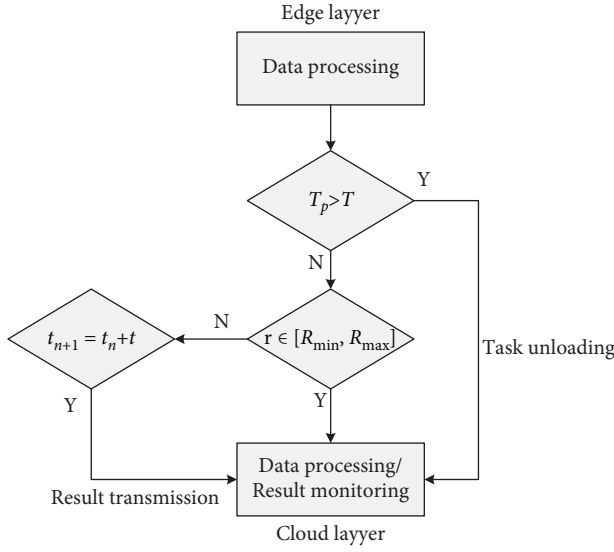 Edge layyer
Data processing
T_p>T
Y
N
t_{n+1} = t_n+t
N
r ∈ [R_min, R_max]
Task unloading
Y
Y
Data processing/
Result monitoring
Result transmission
Cloud layyer